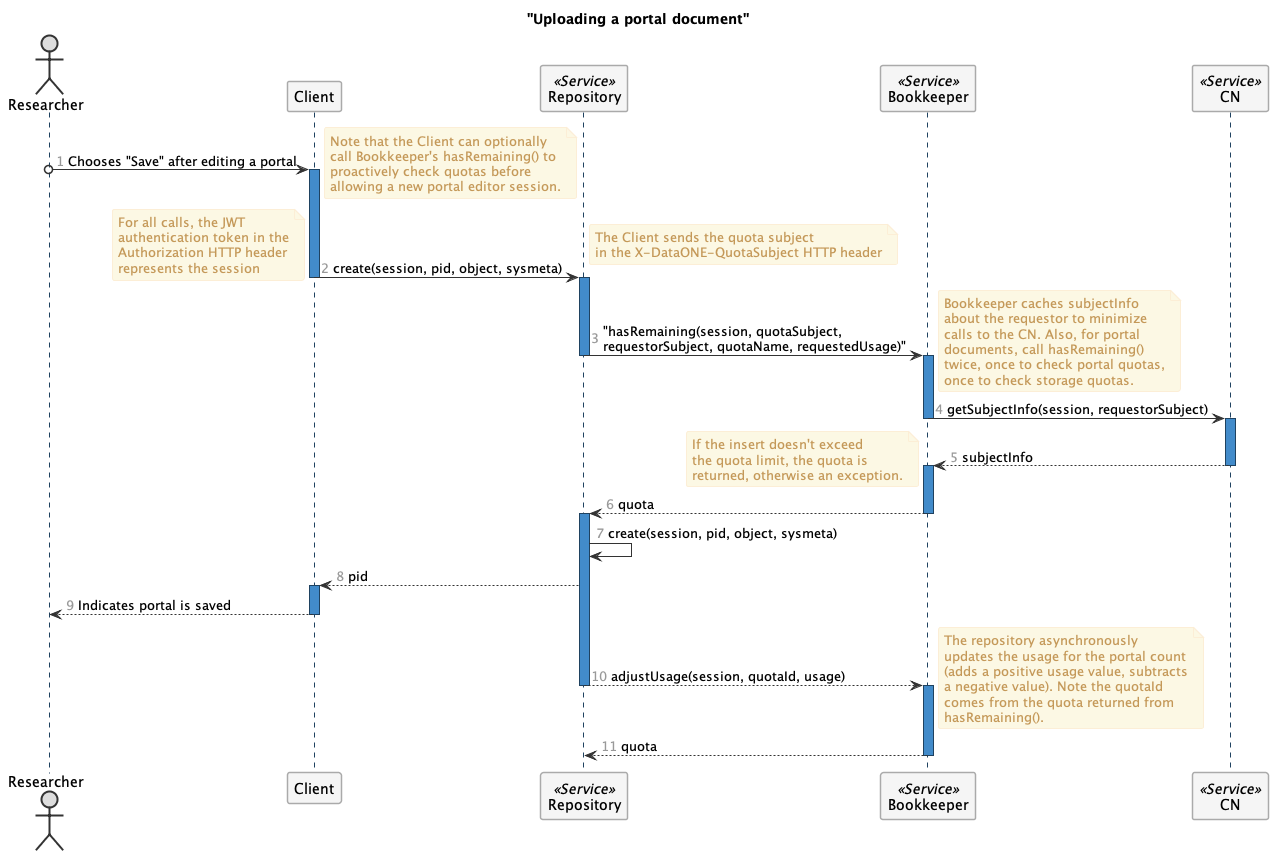 "Uploading a portal document"
Researcher
Client
«Service»
Repository
«Service»
Bookkeeper
«Service»
CN
1 Chooses "Save" after editing a portal
Note that the Client can optionally
call Bookkeeper's hasRemaining() to
proactively check quotas before
allowing a new portal editor session.
For all calls, the JWT
authentication token in the
Authorization HTTP header
represents the session
2 create(session, pid, object, sysmeta)
The Client sends the quota subject
in the X-DataONE-QuotaSubject HTTP header
3 "hasRemaining(session, quotaSubject,
requestorSubject, quotaName, requestedUsage)"
Bookkeeper caches subjectInfo
about the requestor to minimize
calls to the CN. Also, for portal
documents, call hasRemaining()
twice, once to check portal quotas,
once to check storage quotas.
4 getSubjectInfo(session, requestorSubject)
5 subjectInfo
If the insert doesn't exceed
the quota limit, the quota is
returned, otherwise an exception.
6 quota
7 create(session, pid, object, sysmeta)
8 pid
9 Indicates portal is saved
10 adjustUsage(session, quotaId, usage)
The repository asynchronously
updates the usage for the portal count
(adds a positive usage value, subtracts
a negative value). Note the quotaId
comes from the quota returned from
hasRemaining().
11 quota
Researcher
Client
«Service»
Repository
«Service»
Bookkeeper
«Service»
CN